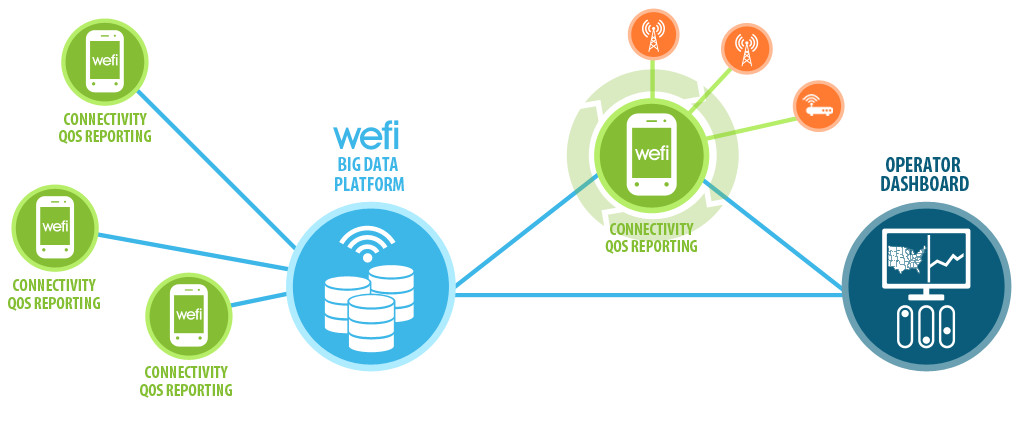 wefi
CONNECTIVITY
QOS REPORTING
wefi
CONNECTIVITY
QOS REPORTING
wefi
CONNECTIVITY
QOS REPORTING
wefi
BIG DATA
PLATFORM
wefi
CONNECTIVITY
QOS REPORTING
OPERATOR
DASHBOARD